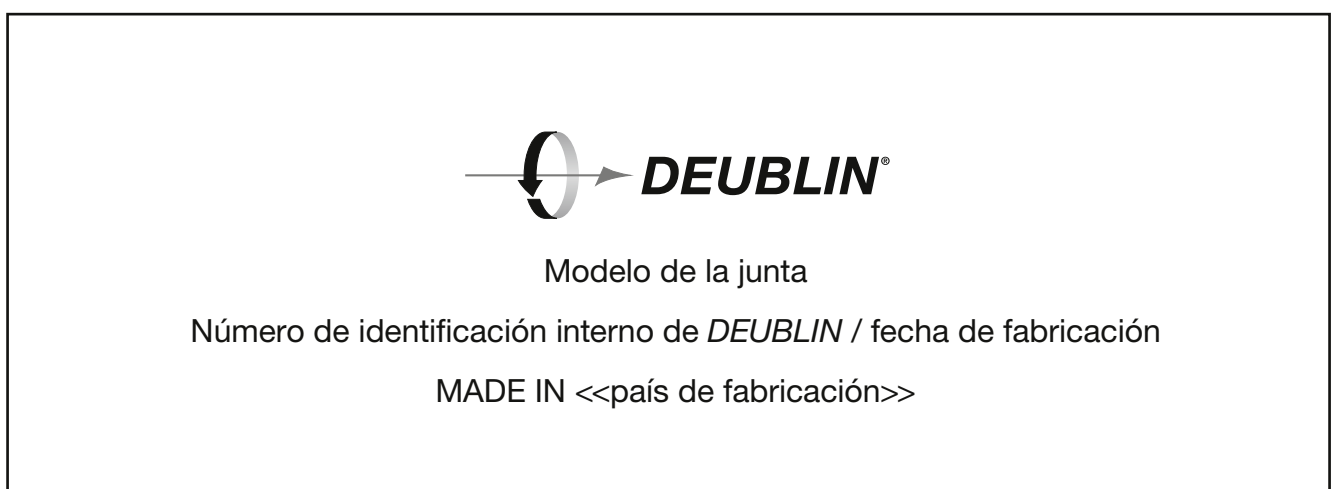 DEUBLIN®
Modelo de la junta
Número de identificación interno de DEUBLIN / fecha de fabricación
MADE IN <<país de fabricación>>